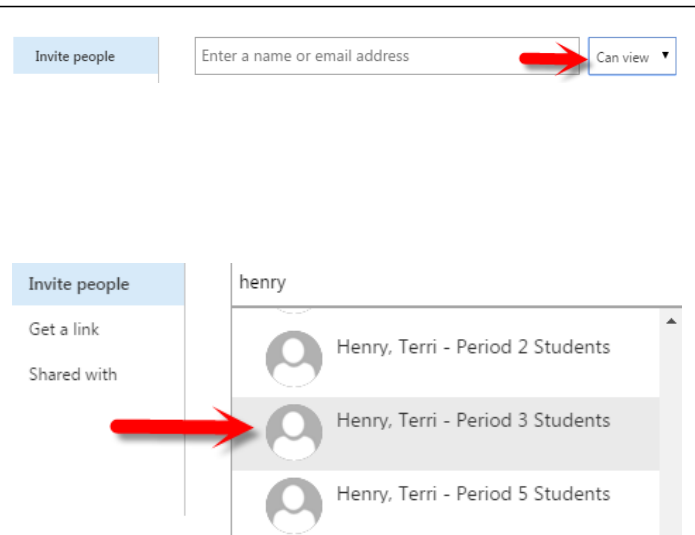 Invite people Enter a name or email address Can view
Invite people henry
Get a link
Henry, Terri - Period 2 Students
Shared with
Henry, Terri - Period 3 Students
Henry, Terri - Period 5 Students